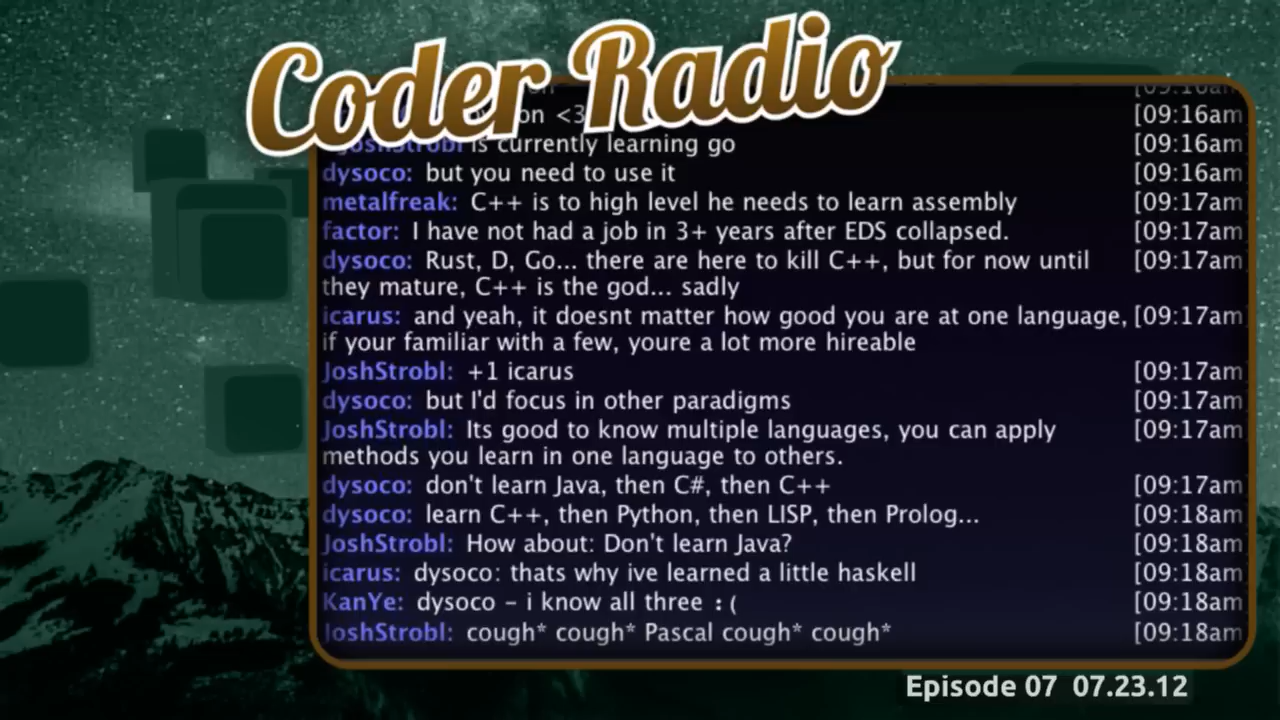 Coder Radio
on <3 [09:16am
JoshStrobl is currently learning go [09:16am
dysoco: but you need to use it [09:16am
metalfreak: C++ is to high level he needs to learn assembly [09:17am
factor: I have not had a job in 3+ years after EDS collapsed. [09:17am
dysoco: Rust, D, Go... there are here to kill C++, but for now until [09:17am
they mature, C++ is the god... sadly
icarus: and yeah, it doesnt matter how good you are at one language, [09:17am
if your familiar with a few, youre a lot more hireable
JoshStrobl: +1 icarus [09:17am
dysoco: but I'd focus in other paradigms [09:17am
JoshStrobl: Its good to know multiple languages, you can apply [09:17am
methods you learn in one language to others.
dysoco: don't learn Java, then C#, then C++ [09:17am
dysoco: learn C++, then Python, then LISP, then Prolog... [09:18am
JoshStrobl: How about: Don't learn Java? [09:18am
icarus: dysoco: thats why ive learned a little haskell [09:18am
KanYe: dysoco - i know all three :( [09:18am
JoshStrobl: cough* cough* Pascal cough* cough* [09:18am
Episode 07 07.23.12